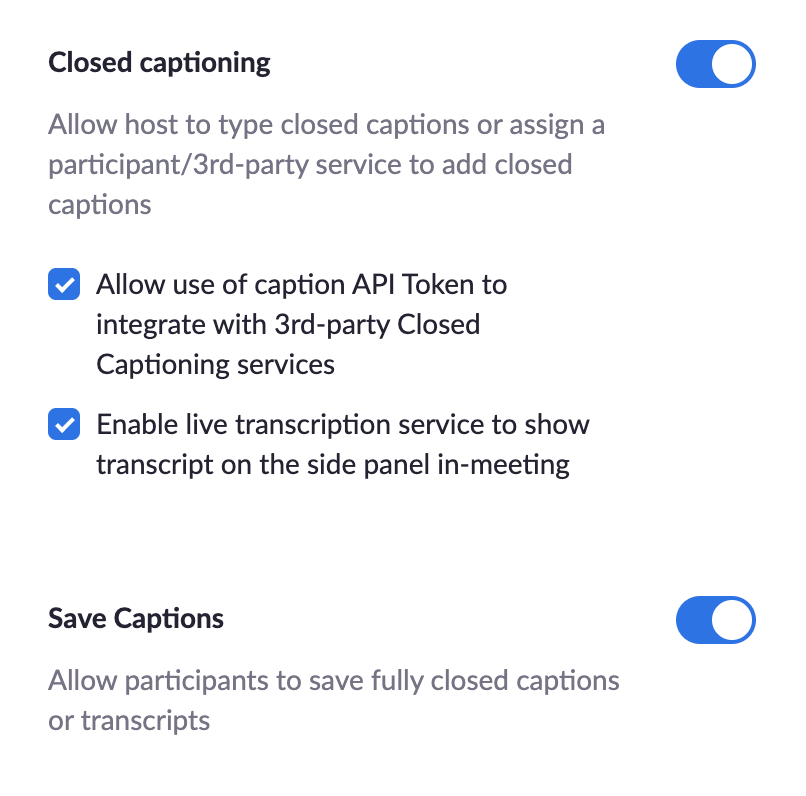 Closed captioning
Allow host to type closed captions or assign a
participant/3rd-party service to add closed
captions
Allow use of caption API Token to
integrate with 3rd-party Closed
Captioning services
Enable live transcription service to show
transcript on the side panel in-meeting
Save Captions
Allow participants to save fully closed captions
or transcripts